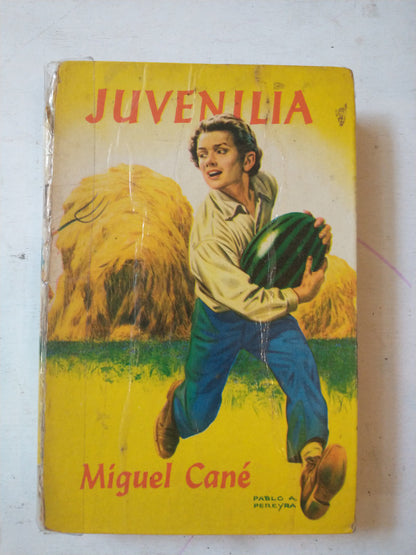 JUVENILIA
Miguel Cané
PABLO A.
PEREYRA